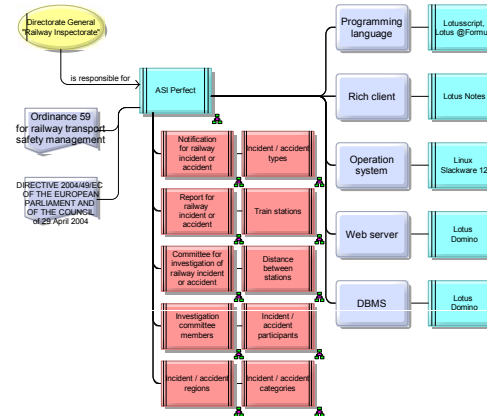 Directorate General
"Railway Inspectorate"
is responsible for
ASI Perfect
Ordinance 59
for railway transport
safety management
DIRECTIVE 2004/49/EC
OF THE EUROPEAN
PARLIAMENT AND
OF THE COUNCIL
of 29 April 2004
Notification
for railway
incident or
accident
Incident / accident
types
Report for
railway
incident or
accident
Train stations
Committee for
investigation of
railway incident
or accident
Distance
between
stations
Investigation
committee
members
Incident /
accident
participants
Incident / accident
regions
Incident / accident
categories
Programming
language
Lotusscript,
Lotus @Formu
Rich client
Lotus Notes
Operation
system
Linux
Slackware 12
Web server
Lotus
Domino
DBMS
Lotus
Domino